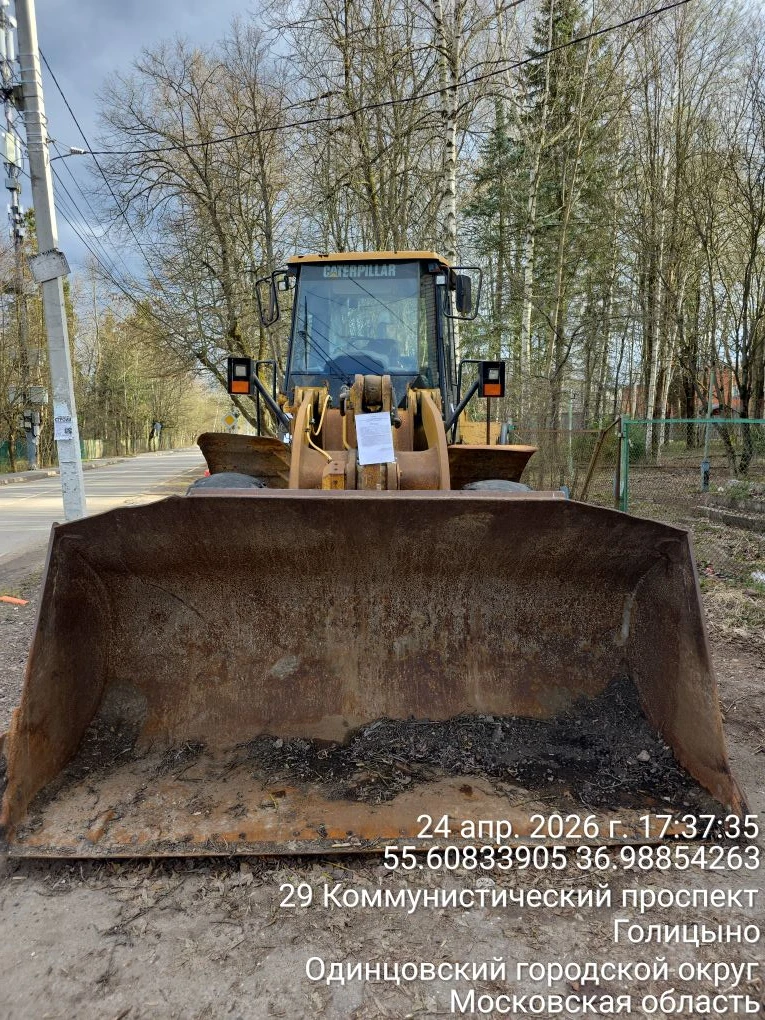 CATERPILLAR
24 апр. 2026 г. 17:37:35
55.60833905 36.98854263
29 Коммунистический проспект
Голицыно
Одинцовский городской округ
Московская область